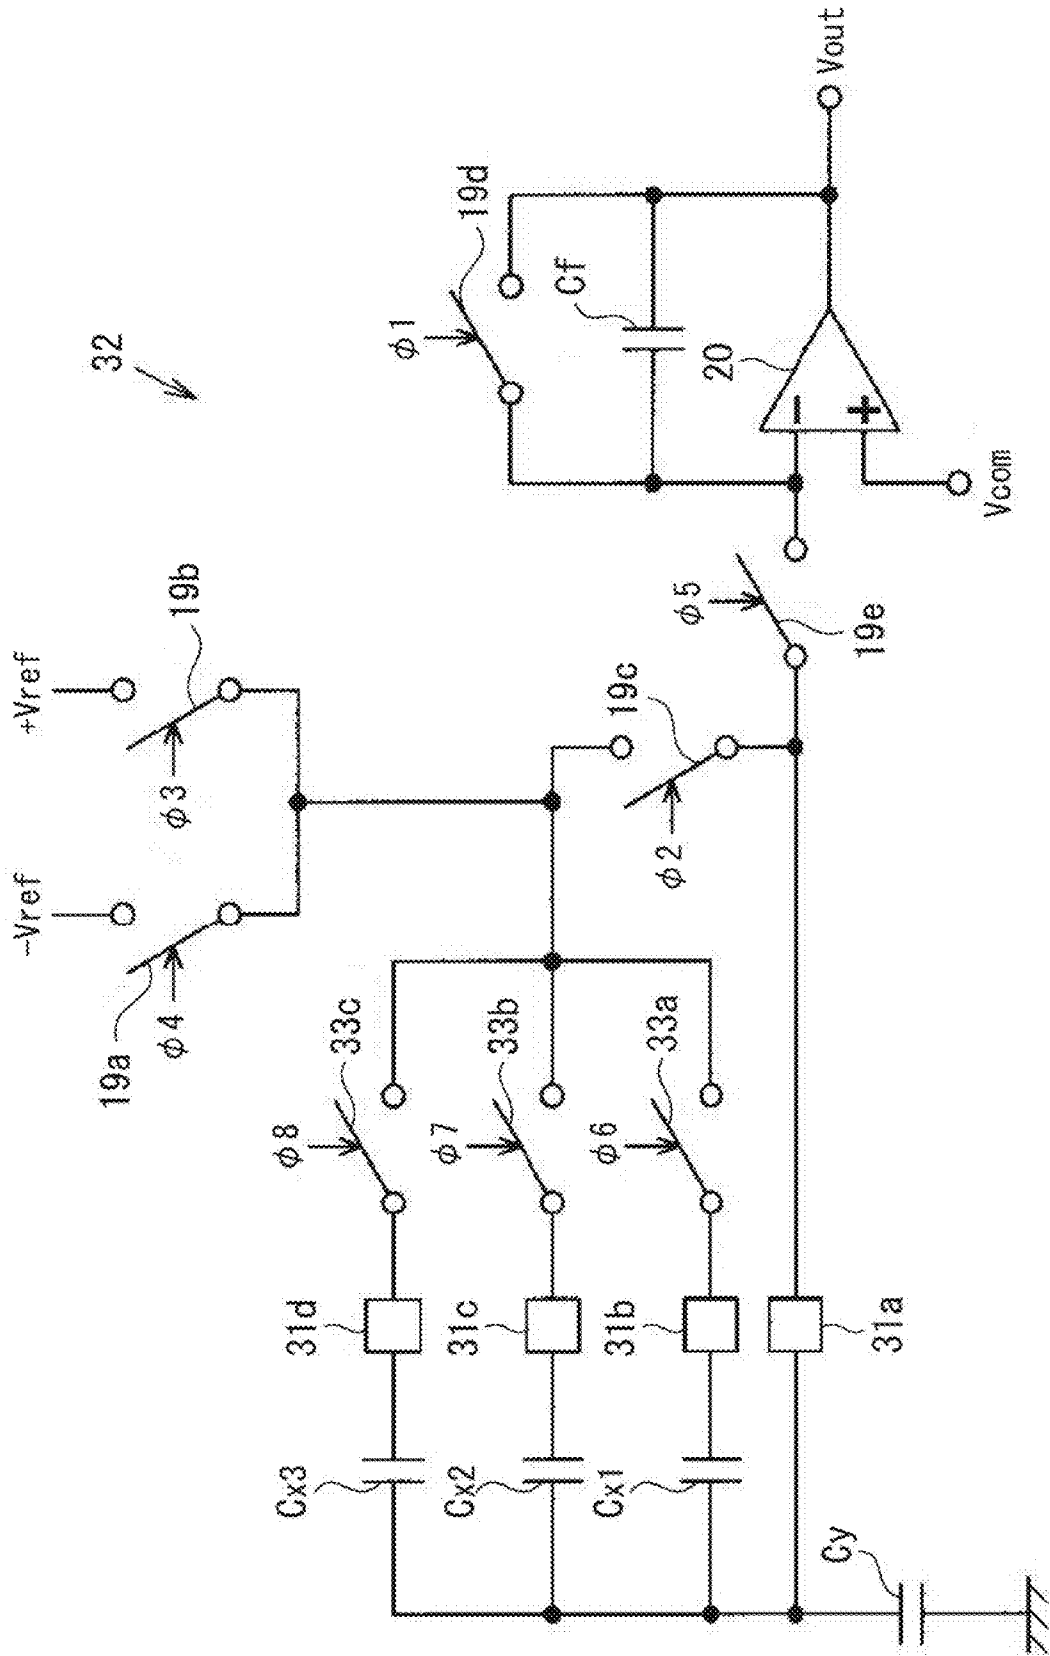 32
−Vref
+Vref
19a
φ4
φ3
19b
φ1
19d
Cf
φ8
33c
31d
Cx3
φ7
33b
31c
Cx2
φ6
33a
31b
Cx1
φ2
19c
φ5
19e
20
−
+
Vout
Vcom
31a
Cy